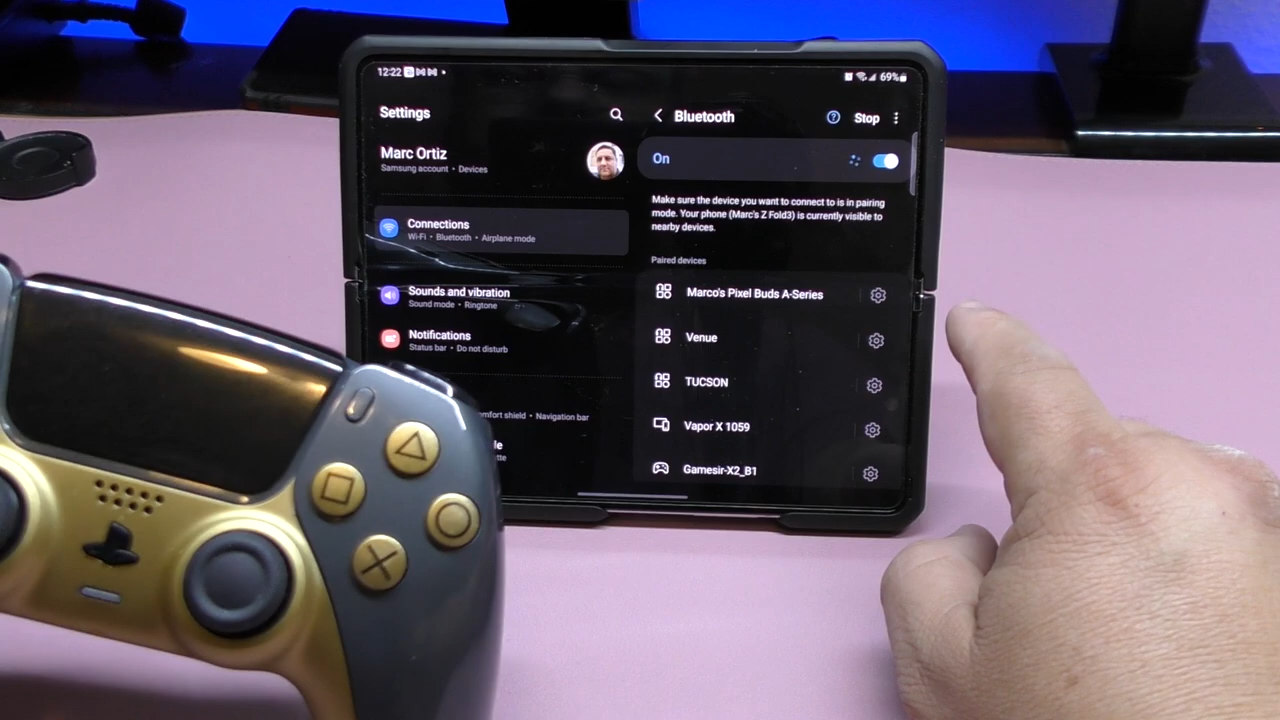 12:22
69%
Settings
Marc Ortiz
Samsung account • Devices
Connections
Wi-Fi • Bluetooth • Airplane mode
Sounds and vibration
Sound mode • Ringtone
Notifications
Status bar • Do not disturb
mfort shield • Navigation bar
Bluetooth
Stop
On
Make sure the device you want to connect to is in pairing
mode. Your phone (Marc's Z Fold3) is currently visible to
nearby devices.
Paired devices
Marco's Pixel Buds A-Series
Venue
TUCSON
Vapor X 1059
Gamesir-X2_B1